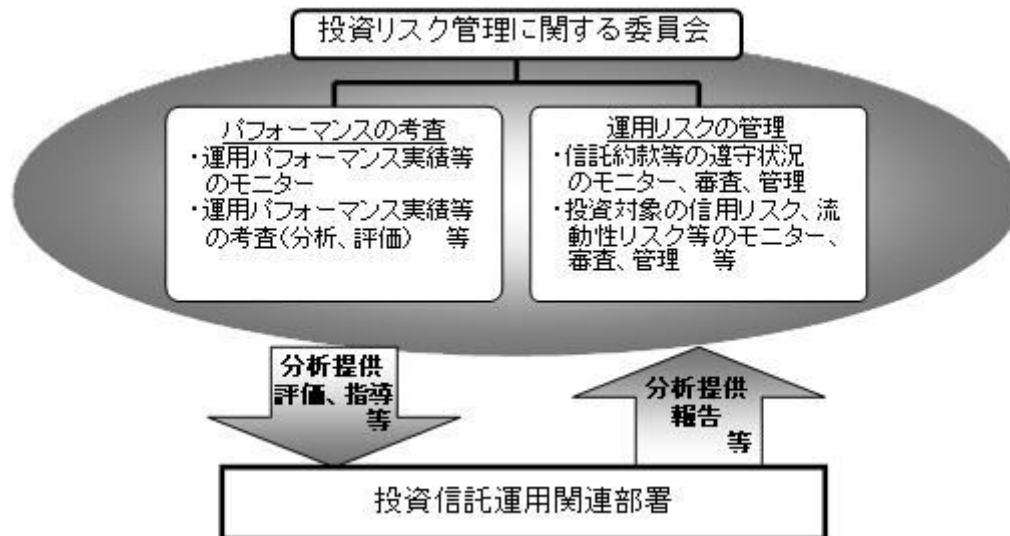 投資リスク管理に関する委員会
パフォーマンスの考査
・運用パフォーマンス実績等
のモニター
・運用パフォーマンス実績等
の考査(分析、評価) 等
運用リスクの管理
・信託約款等の遵守状況
のモニター、審査、管理
・投資対象の信用リスク、流
動性リスク等のモニター、
審査、管理 等
分析提供
評価、指導
等
分析提供
報告
等
投資信託運用関連部署